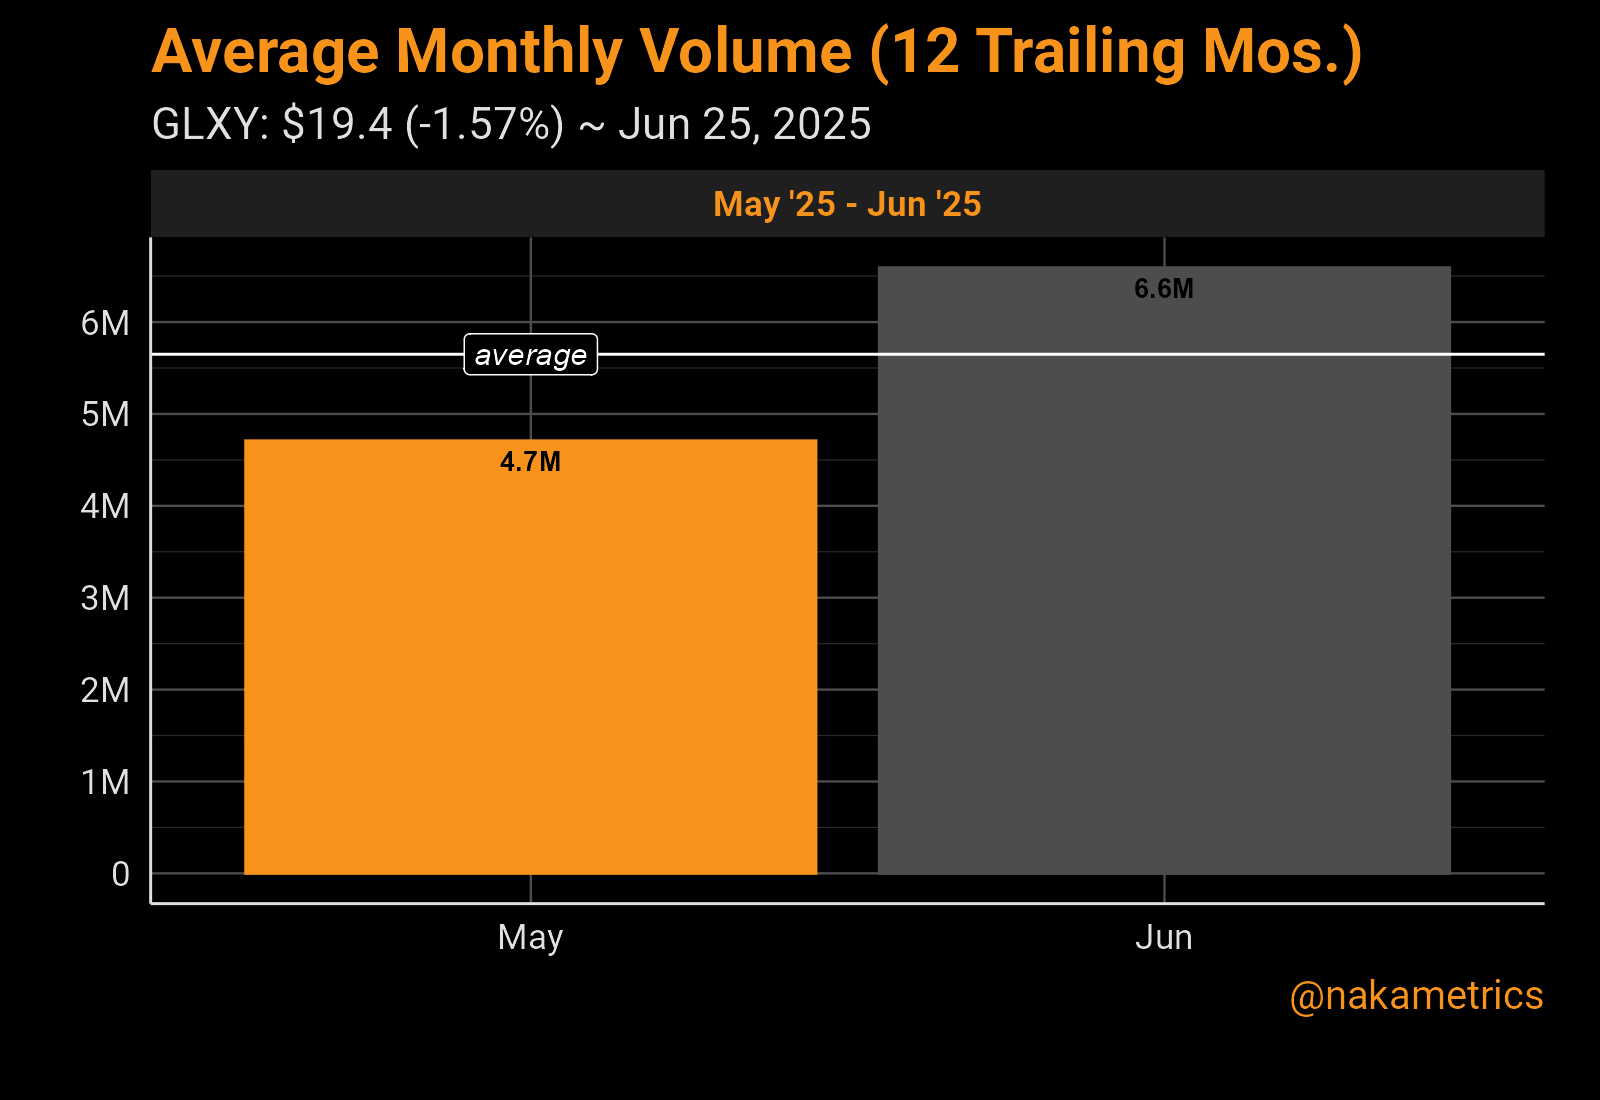 Average Monthly Volume (12 Trailing Mos.)
GLXY: $19.4 (-1.57%) ~ Jun 25, 2025
May '25 - Jun '25
6.6M
6M
average
5M
4.7M
4M
3M
2M
1M
0
May Jun
@nakametrics